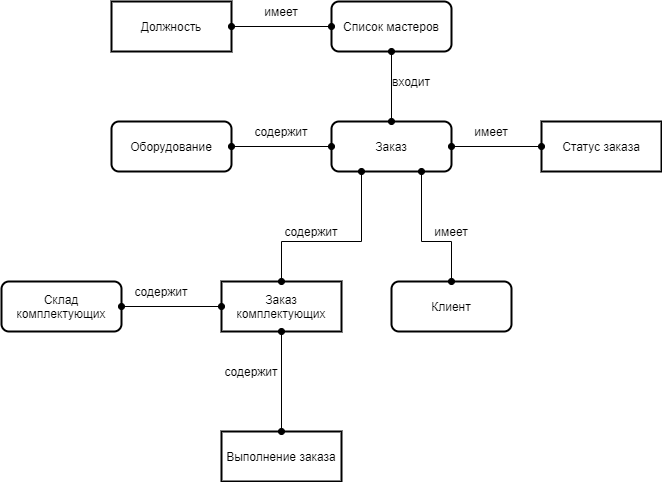 Должность
имеет
Список мастеров
входит
Оборудование
содержит
Заказ
имеет
Статус заказа
содержит
имеет
Склад
комплектующих
содержит
Заказ
комплектующих
Клиент
содержит
Выполнение заказа